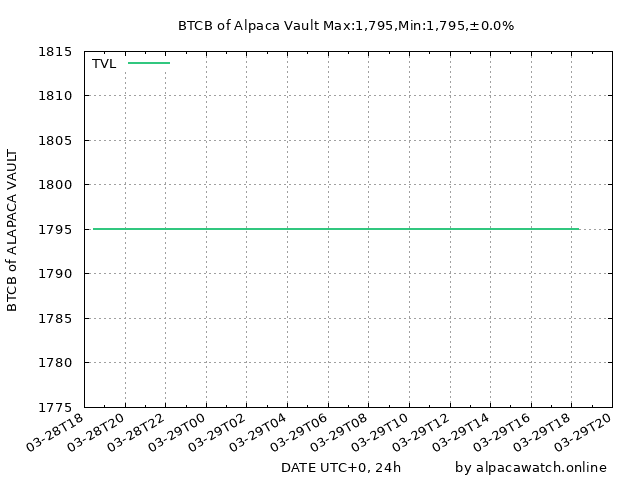 BTCB of Alpaca Vault Max:1,795,Min:1,795,±0.0%
TVL
BTCB of ALAPACA VAULT
1815
1810
1805
1800
1795
1790
1785
1780
1775
03-28T18
03-28T20
03-28T22
03-29T00
03-29T02
03-29T04
03-29T06
03-29T08
03-29T10
03-29T12
03-29T14
03-29T16
03-29T18
03-29T20
DATE UTC+0, 24h
by alpacawatch.online